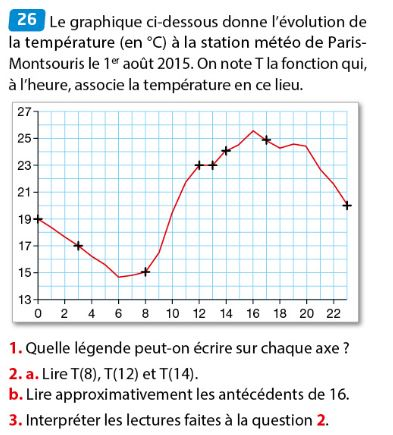 26 Le graphique ci-dessous donne l'évolution de
la température (en °C) à la station météo de Paris-
Montsouris le 1er août 2015. On note T la fonction qui,
à l'heure, associe la température en ce lieu.
27
25
23
21
19
17
15
13
0 2 4 6 8 10 12 14 16 18 20 22
1. Quelle légende peut-on écrire sur chaque axe ?
2. a. Lire T(8), T(12) et T(14).
b. Lire approximativement les antécédents de 16.
3. Interpréter les lectures faites à la question 2.